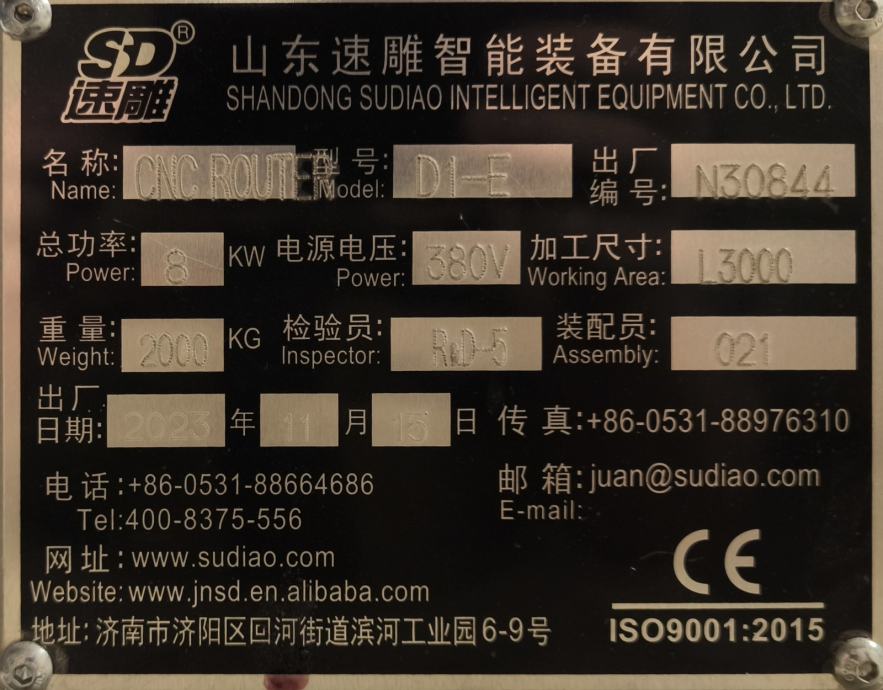 SD®
速雕
山东速雕智能装备有限公司
SHANDONG SUDIAO INTELLIGENT EQUIPMENT CO., LTD.
名 称: CNC ROUTER 型 号: D1-E 出 厂
Name: Model: 编 号: N30844
总功率: 8 KW 电源电压: 380V 加工尺寸: L3000
Power: Power: Working Area:
重 量: 2000 KG 检验员: R&D-5 装配员: 021
Weight: Inspector: Assembly:
出 厂
日期: 2023 年 11 月 15 日 传 真:+86-0531-88976310
电 话:+86-0531-88664686 邮 箱:juan@sudiao.com
Tel:400-8375-556 E-mail:
网 址: www.sudiao.com
Website: www.jnsd.en.alibaba.com
CE
地址: 济南市济阳区回河街道滨河工业园6-9号
ISO9001:2015